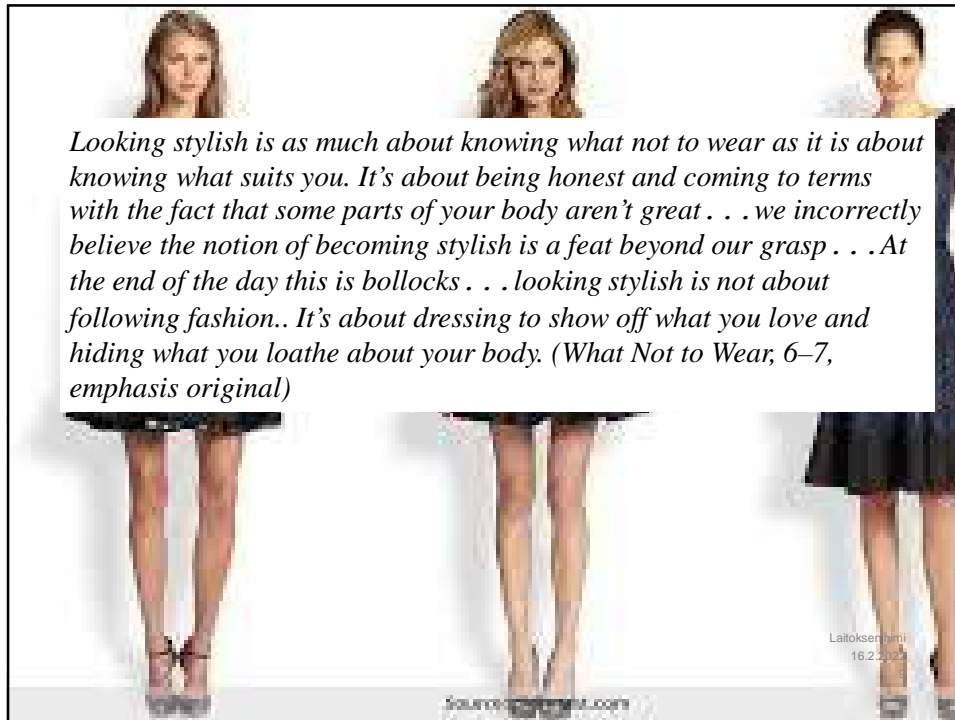 Looking stylish is as much about knowing what not to wear as it is about
knowing what suits you. It’s about being honest and coming to terms
with the fact that some parts of your body aren’t great . . . we incorrectly
believe the notion of becoming stylish is a feat beyond our grasp . . . At
the end of the day this is bollocks . . . looking stylish is not about
following fashion.. It’s about dressing to show off what you love and
hiding what you loathe about your body. (What Not to Wear, 6–7,
emphasis original)
Laitoksen nimi